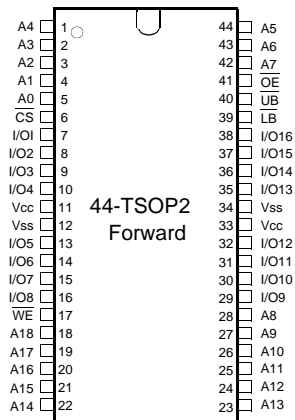 A4 1 44 A5
A3 2 43 A6
A2 3 42 A7
A1 4 41 OE
A0 5 40 UB
CS 6 39 LB
I/OI 7 38 I/O16
I/O2 8 37 I/O15
I/O3 9 36 I/O14
I/O4 10 35 I/O13
Vcc 11 44-TSOP2 34 Vss
Vss 12 Forward 33 Vcc
I/O5 13 32 I/O12
I/O6 14 31 I/O11
I/O7 15 30 I/O10
I/O8 16 29 I/O9
WE 17 28 A8
A18 18 27 A9
A17 19 26 A10
A16 20 25 A11
A15 21 24 A12
A14 22 23 A13